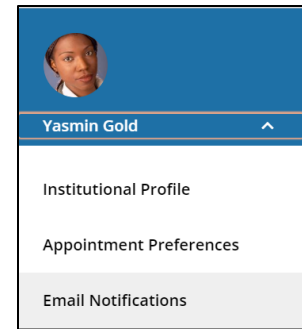 Yasmin Gold
Institutional Profile
Appointment Preferences
Email Notifications